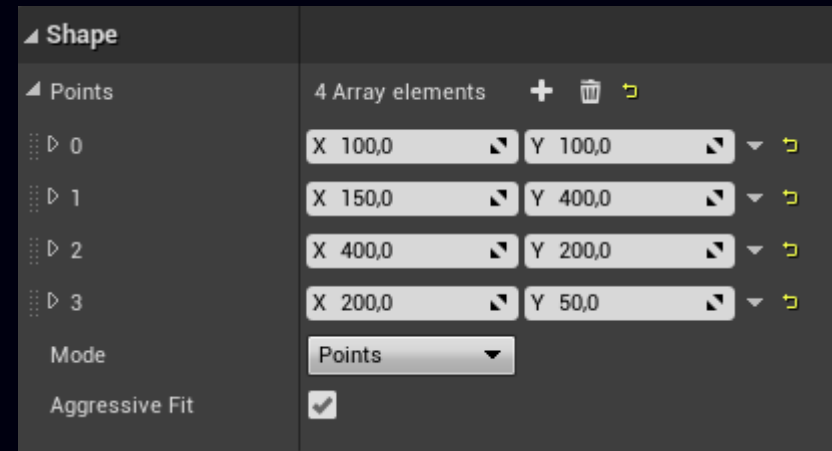 Shape
Points 4 Array elements
0 X 100,0 Y 100,0
1 X 150,0 Y 400,0
2 X 400,0 Y 200,0
3 X 200,0 Y 50,0
Mode Points
Aggressive Fit